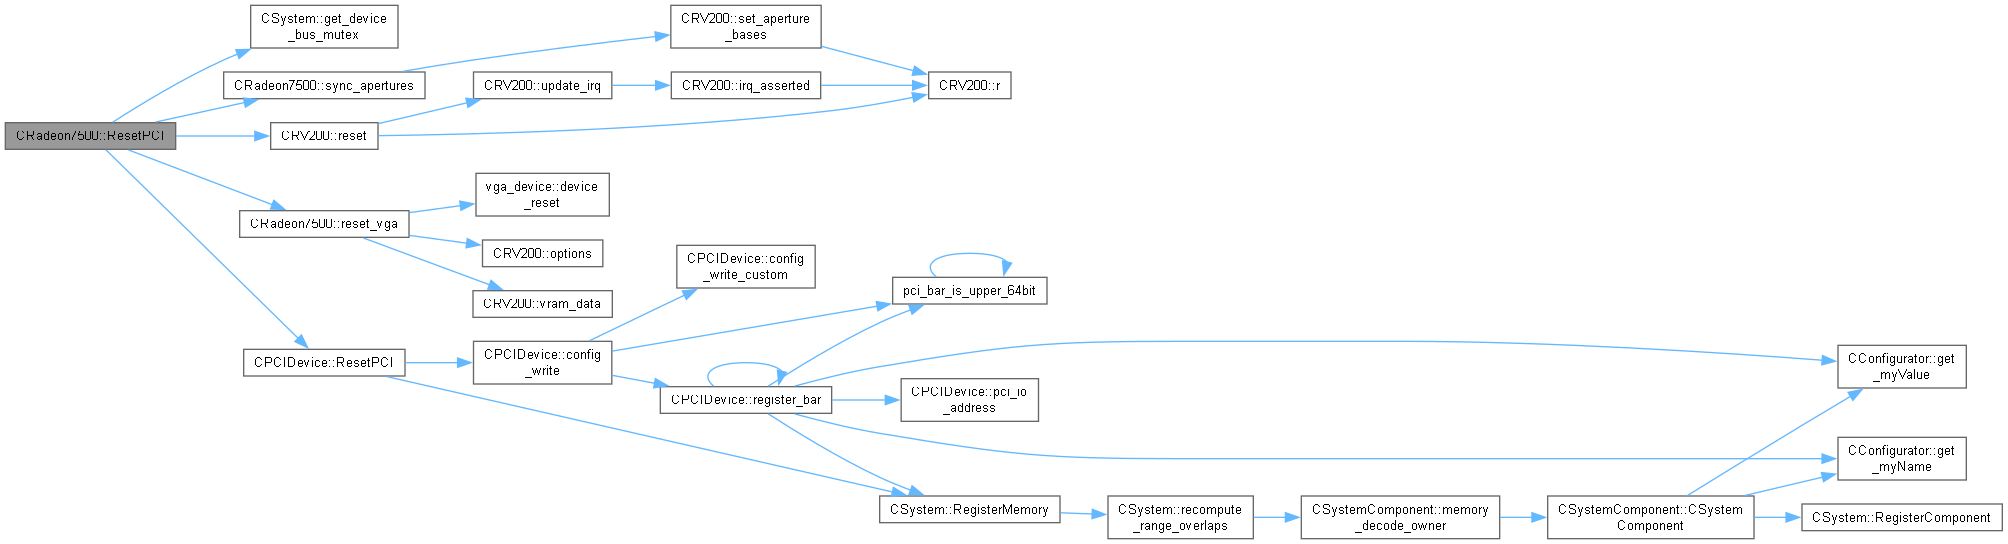 CSystem::get_device
_bus_mutex
CRV200::set_aperture
_bases
CRadeon7500::sync_apertures
CRV200::update_irq
CRV200::irq_asserted
CRV200::r
CRadeon7500::ResetPCI
CRV200::reset
vga_device::device
_reset
CRadeon7500::reset_vga
CRV200::options
CPCIDevice::config
_write_custom
pci_bar_is_upper_64bit
CRV200::vram_data
CPCIDevice::ResetPCI
CPCIDevice::config
_write
CConfigurator::get
_myValue
CPCIDevice::register_bar
CPCIDevice::pci_io
_address
CConfigurator::get
_myName
CSystem::RegisterMemory
CSystem::recompute
_range_overlaps
CSystemComponent::memory
_decode_owner
CSystemComponent::CSystem
Component
CSystem::RegisterComponent